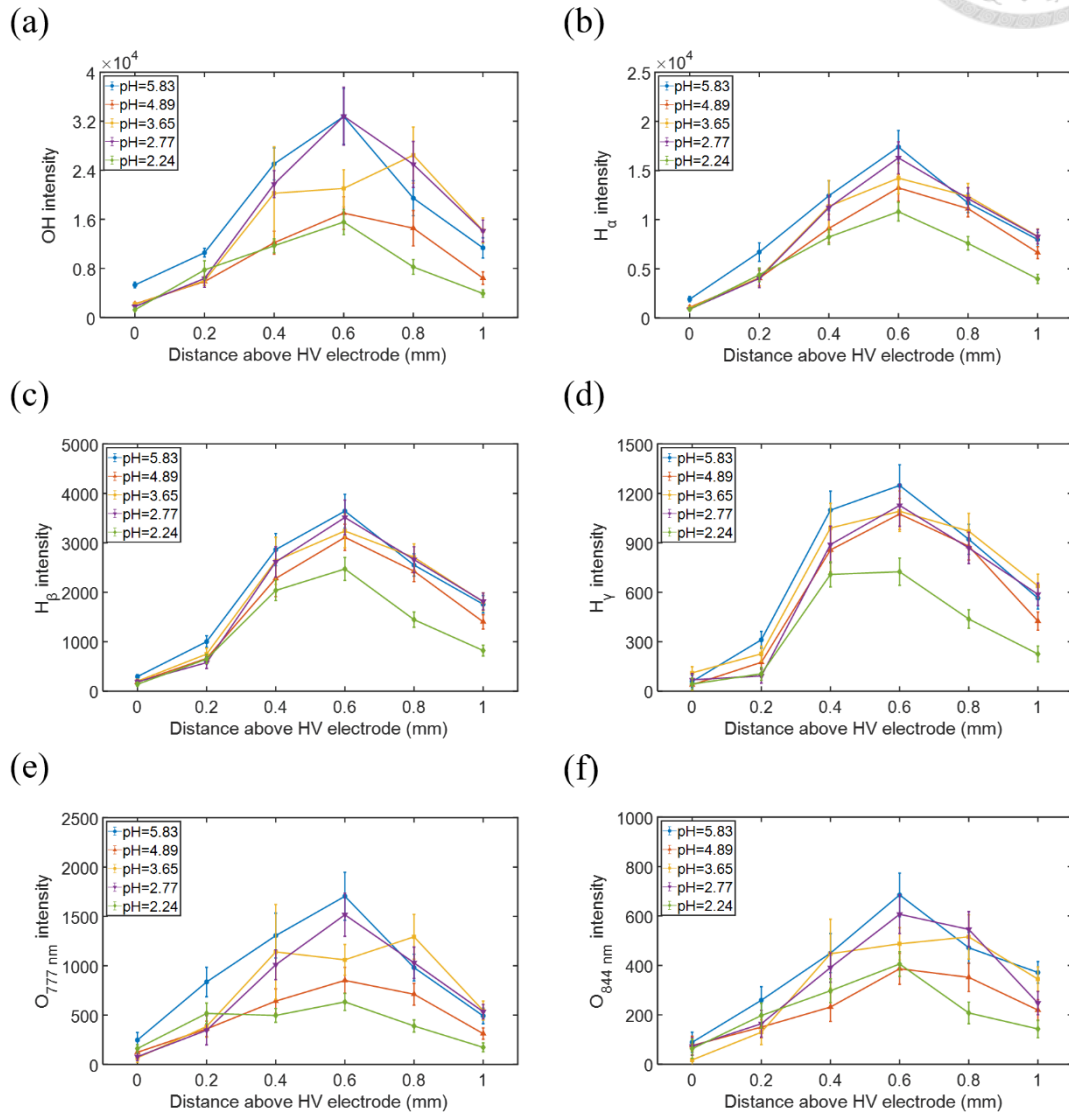 (a)
×10⁴
4
3.2
2.4
1.6
0.8
0
OH intensity
pH=5.83
pH=4.89
pH=3.65
pH=2.77
pH=2.24
0 0.2 0.4 0.6 0.8 1
Distance above HV electrode (mm)
(b)
×10⁴
2.5
2
1.5
1
0.5
0
Hα intensity
pH=5.83
pH=4.89
pH=3.65
pH=2.77
pH=2.24
0 0.2 0.4 0.6 0.8 1
Distance above HV electrode (mm)
(c)
5000
4000
3000
2000
1000
0
Hβ intensity
pH=5.83
pH=4.89
pH=3.65
pH=2.77
pH=2.24
0 0.2 0.4 0.6 0.8 1
Distance above HV electrode (mm)
(d)
1500
1200
900
600
300
0
Hγ intensity
pH=5.83
pH=4.89
pH=3.65
pH=2.77
pH=2.24
0 0.2 0.4 0.6 0.8 1
Distance above HV electrode (mm)
(e)
2500
2000
1500
1000
500
0
O777 nm intensity
pH=5.83
pH=4.89
pH=3.65
pH=2.77
pH=2.24
0 0.2 0.4 0.6 0.8 1
Distance above HV electrode (mm)
(f)
1000
800
600
400
200
0
O844 nm intensity
pH=5.83
pH=4.89
pH=3.65
pH=2.77
pH=2.24
0 0.2 0.4 0.6 0.8 1
Distance above HV electrode (mm)